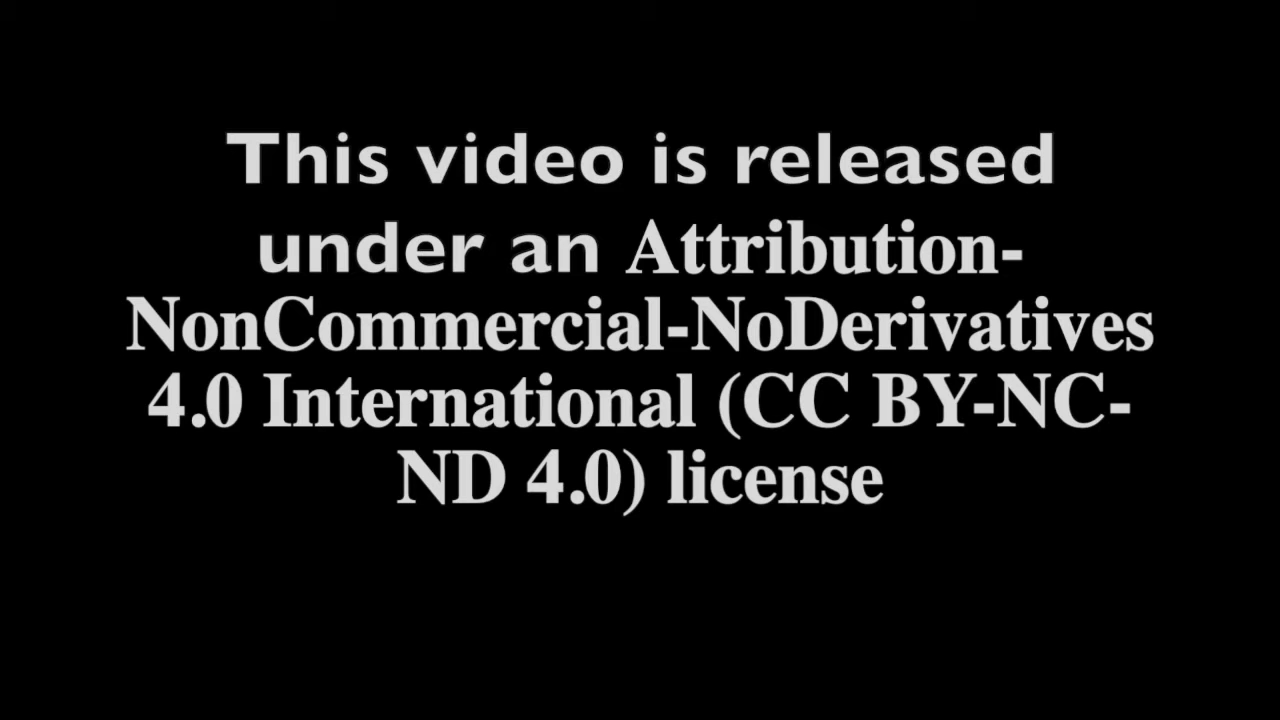 This video is released
under an Attribution-
NonCommercial-NoDerivatives
4.0 International (CC BY-NC-
ND 4.0) license